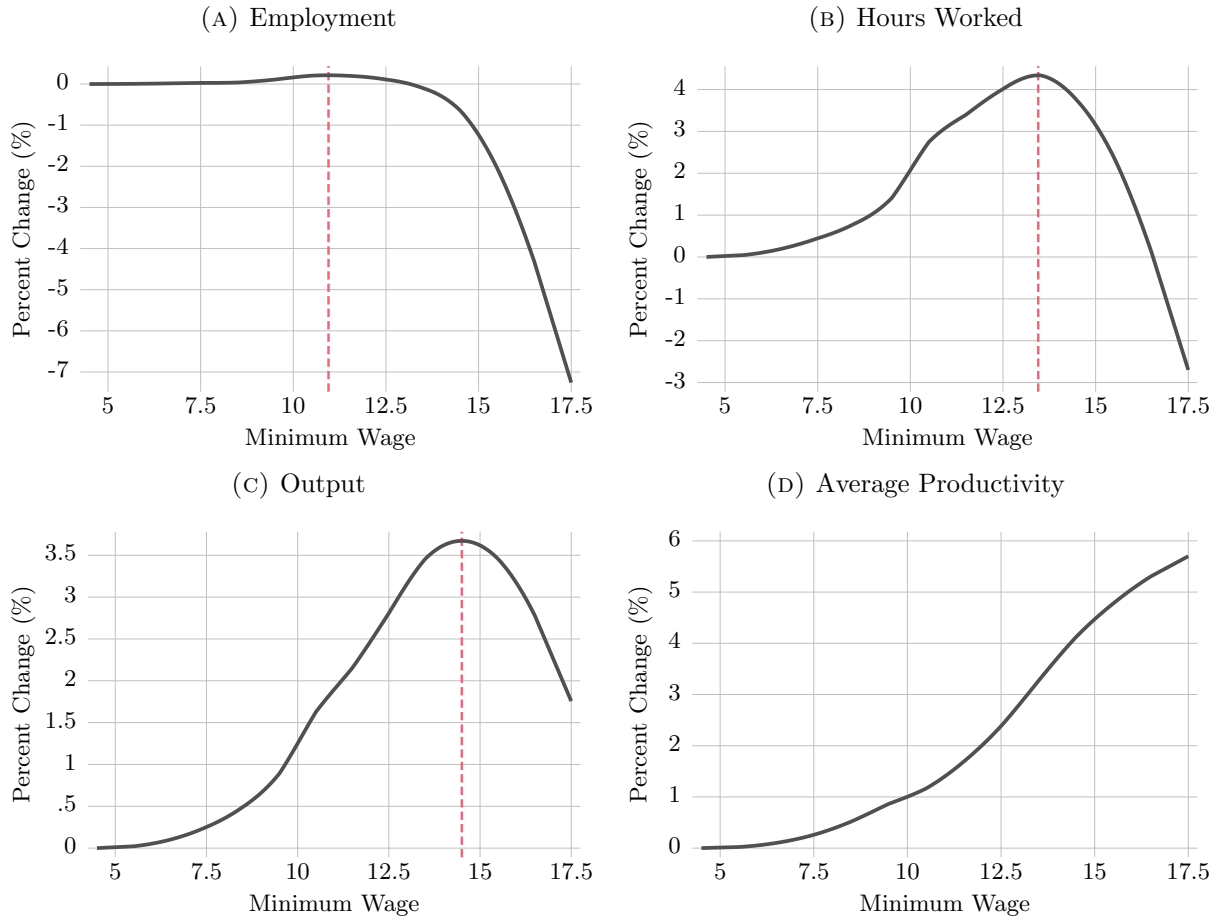 (A) Employment
Percent Change (%)
0
-1
-2
-3
-4
-5
-6
-7
5 7.5 10 12.5 15 17.5
Minimum Wage
(B) Hours Worked
Percent Change (%)
4
3
2
1
0
-1
-2
-3
5 7.5 10 12.5 15 17.5
Minimum Wage
(C) Output
Percent Change (%)
3.5
3
2.5
2
1.5
1
.5
0
5 7.5 10 12.5 15 17.5
Minimum Wage
(D) Average Productivity
Percent Change (%)
6
5
4
3
2
1
0
5 7.5 10 12.5 15 17.5
Minimum Wage